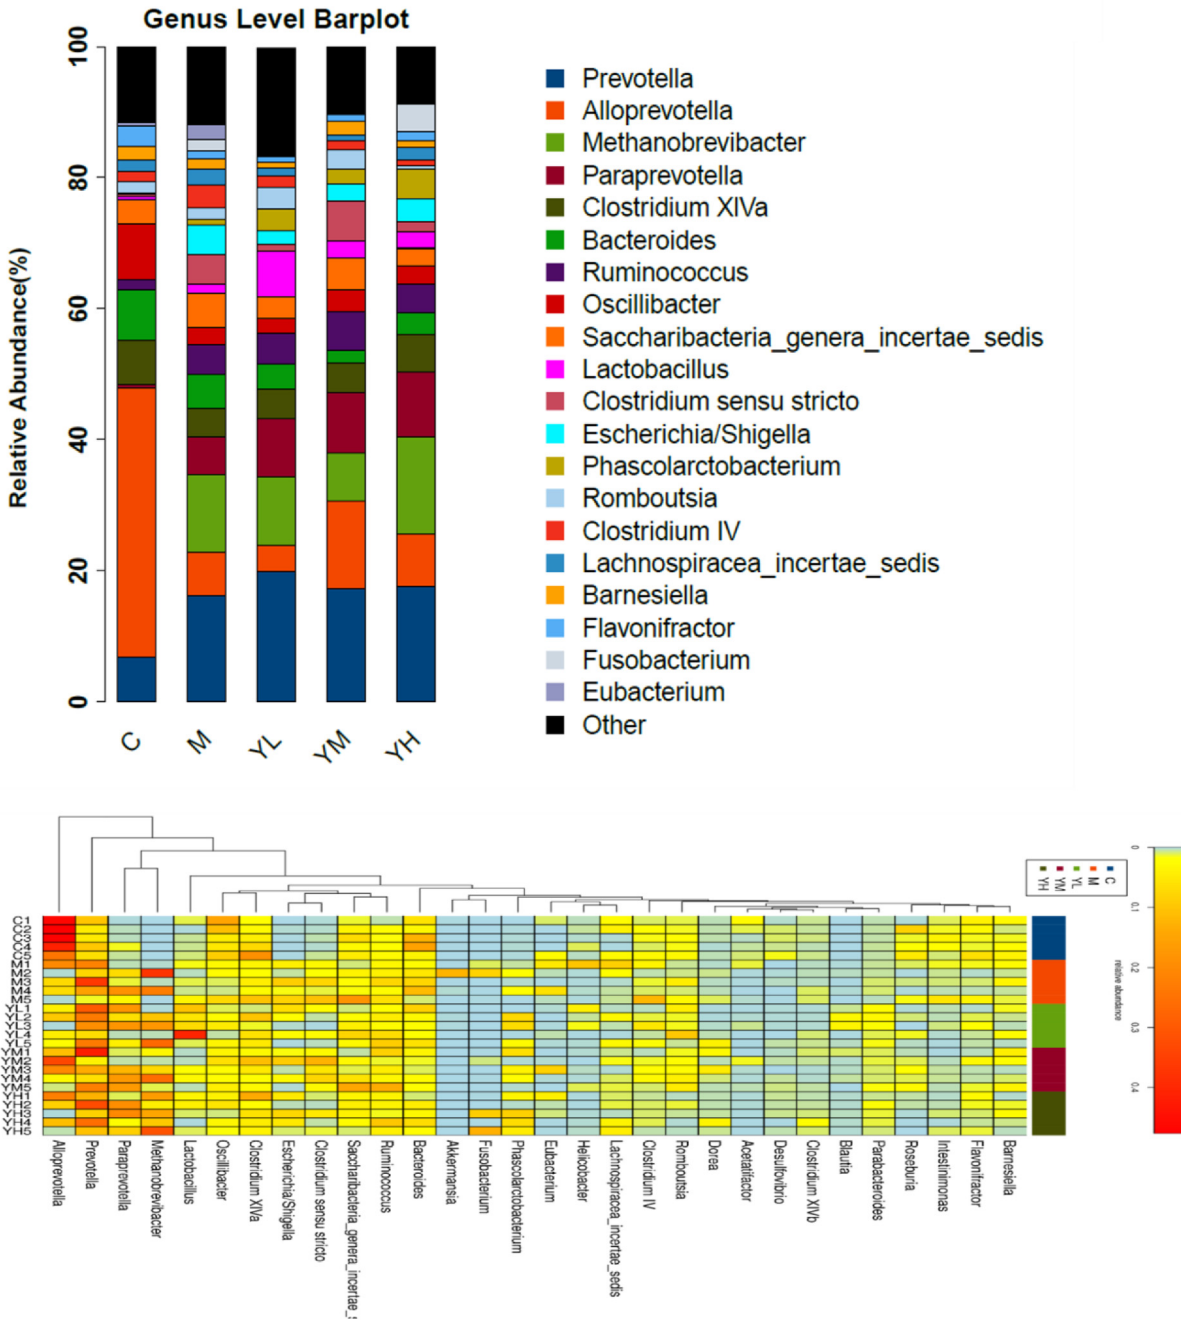 Genus Level Barplot
Relative Abundance(%)
100
80
60
40
20
0
C
M
YL
YM
YH
Prevotella
Alloprevotella
Methanobrevibacter
Paraprevotella
Clostridium XIVa
Bacteroides
Ruminococcus
Oscillibacter
Saccharibacteria_genera_incertae_sedis
Lactobacillus
Clostridium sensu stricto
Escherichia/Shigella
Phascolarctobacterium
Romboutsia
Clostridium IV
Lachnospiracea_incertae_sedis
Barnesiella
Flavonifractor
Fusobacterium
Eubacterium
Other
C
M
YL
YM
YH
0
0.1
0.2
0.3
0.4
relative abundance
C1
C2
C3
C4
C5
M1
M2
M3
M4
M5
YL1
YL2
YL3
YL4
YL5
YM1
YM2
YM3
YM4
YM5
YH1
YH2
YH3
YH4
YH5
Alloprevotella
Prevotella
Paraprevotella
Methanobrevibacter
Lactobacillus
Oscillibacter
Clostridium XIVa
Escherichia/Shigella
Clostridium sensu stricto
Saccharibacteria_genera_incertae_s
Ruminococcus
Bacteroides
Akkermansia
Fusobacterium
Phascolarctobacterium
Eubacterium
Helicobacter
Lachnospiracea_incertae_sedis
Clostridium IV
Romboutsia
Dorea
Acetatifactor
Desulfovibrio
Clostridium XIVb
Blautia
Parabacteroides
Roseburia
Intestinimonas
Flavonifractor
Barnesiella